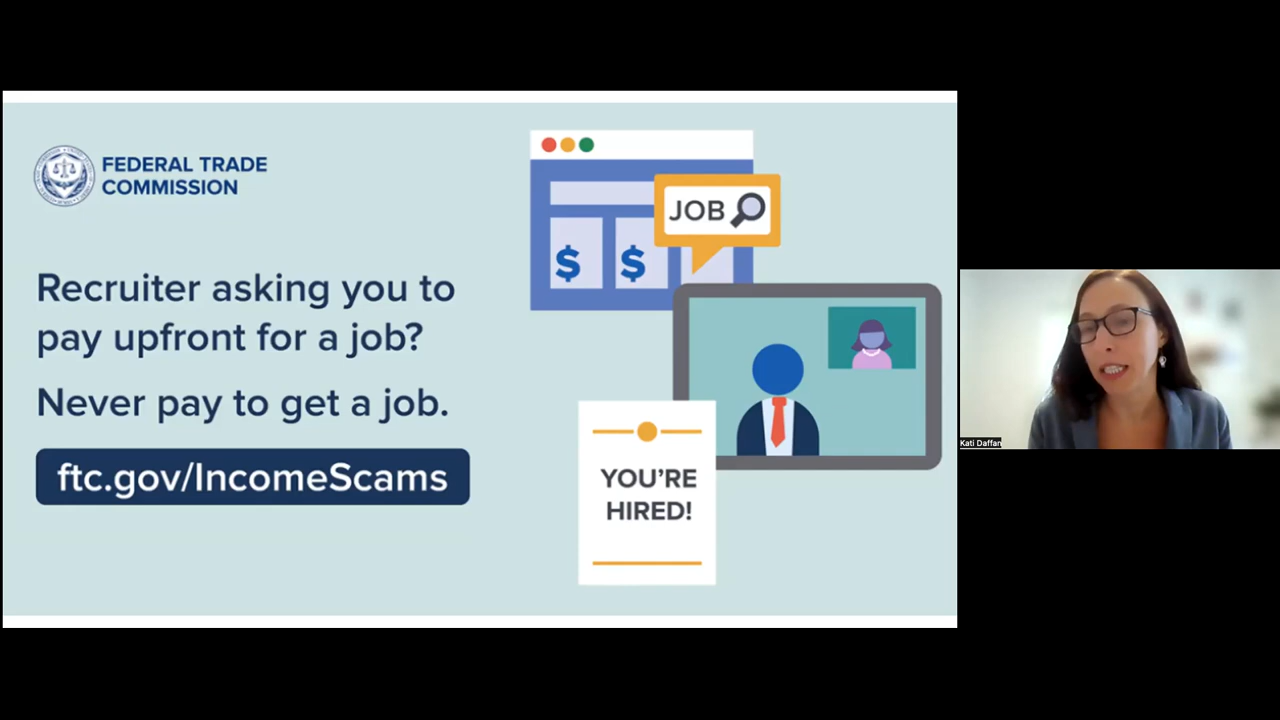 FEDERAL TRADE
COMMISSION
Recruiter asking you to
pay upfront for a job?
Never pay to get a job.
ftc.gov/IncomeScams
$ $
JOB
YOU'RE
HIRED!
Kati Daffan